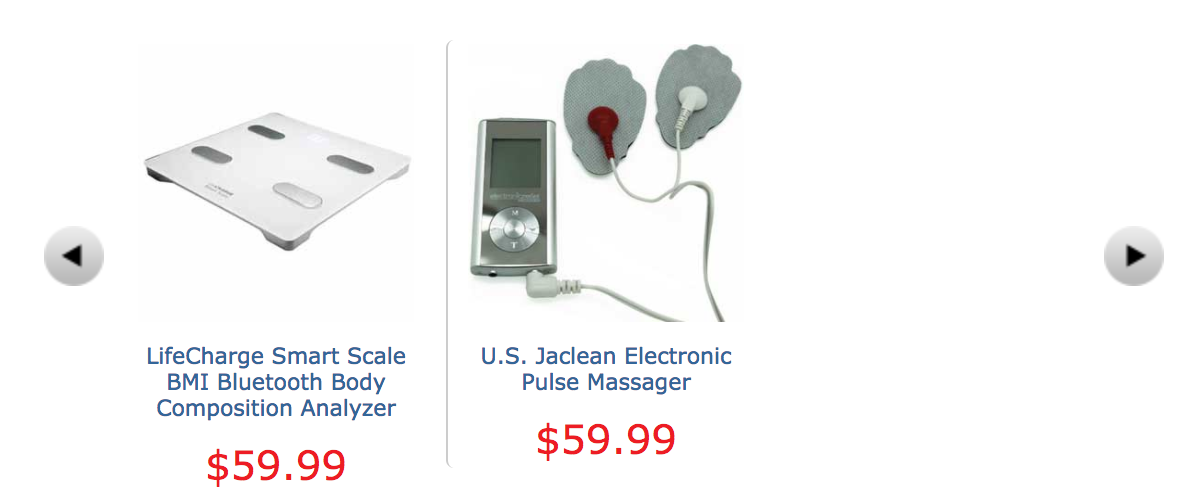 M
T
LifeCharge Smart Scale
BMI Bluetooth Body
Composition Analyzer
$59.99
U.S. Jaclean Electronic
Pulse Massager
$59.99